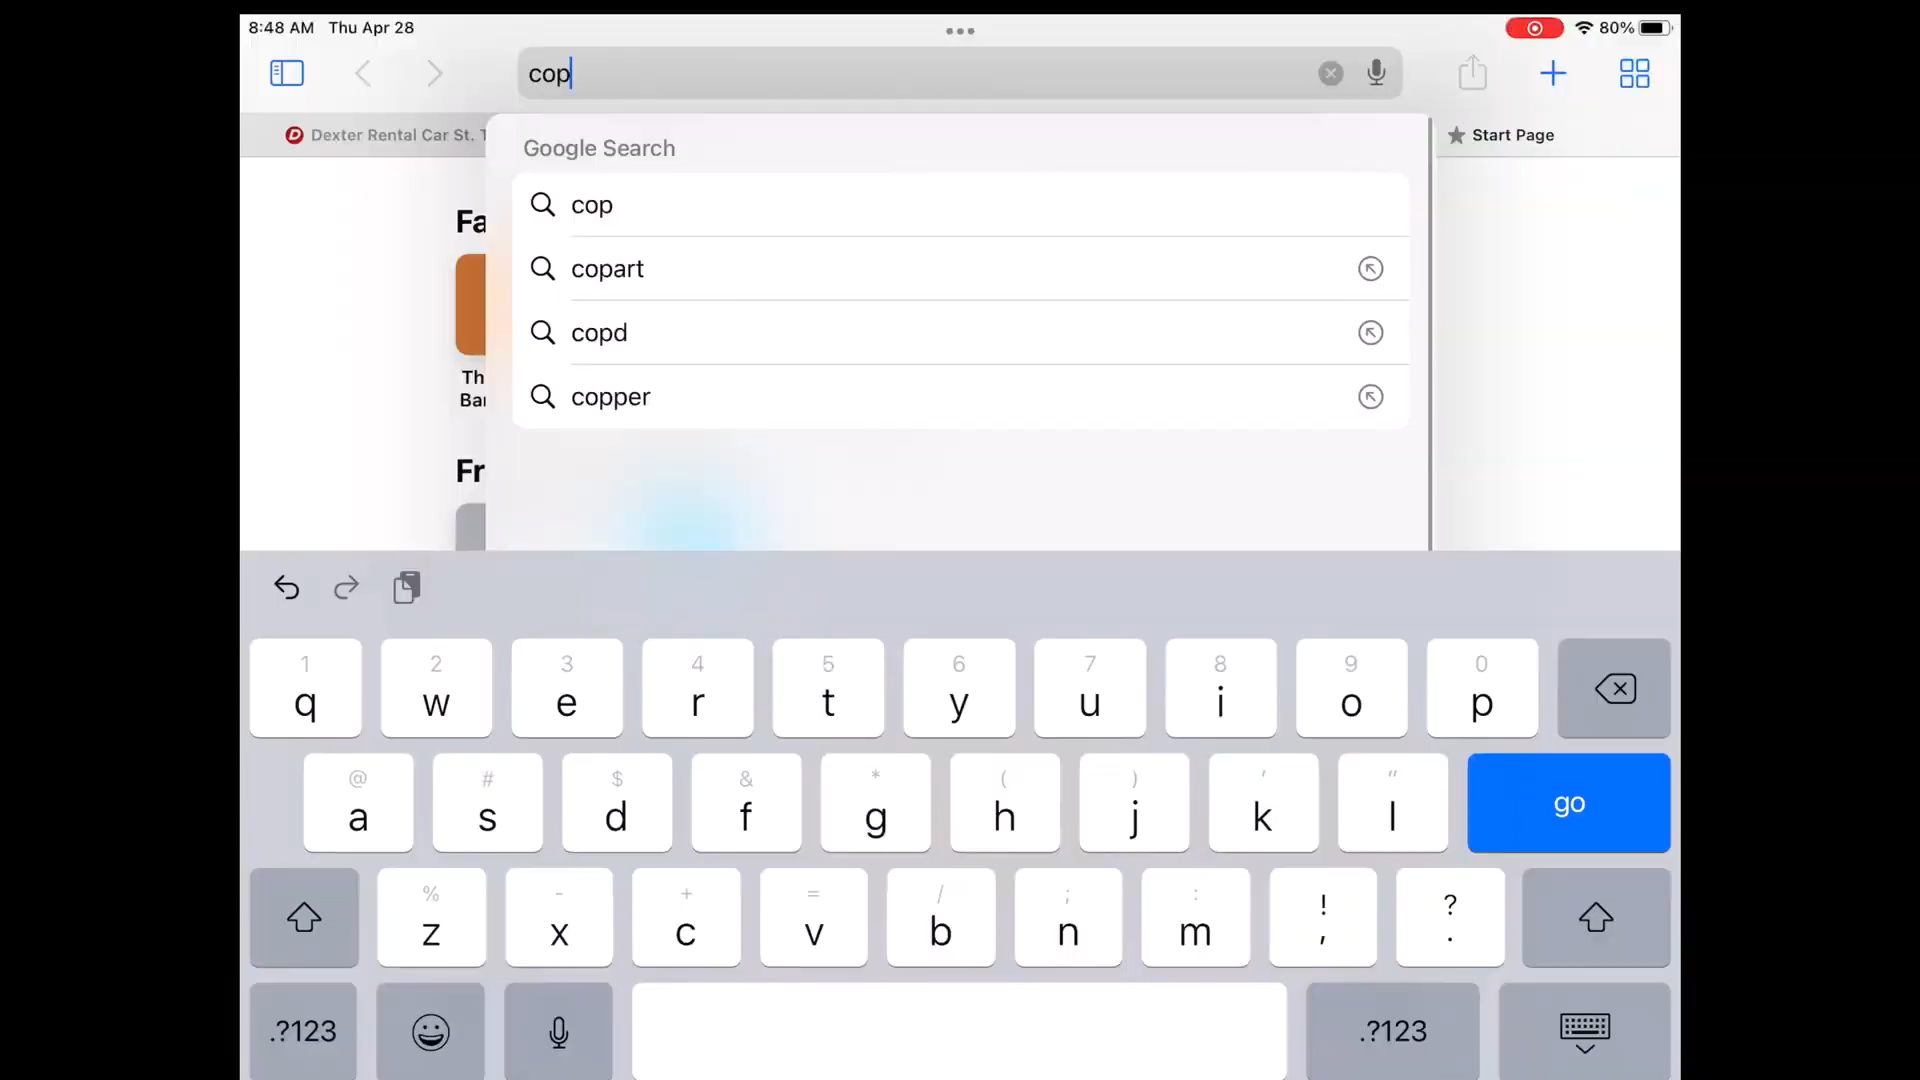 8:48 AM Thu Apr 28
80%
cop
Dexter Rental Car St. T
Start Page
Google Search
cop
copart
copd
copper
Fa
Th
Bar
Fr
1 2 3 4 5 6 7 8 9 0
q w e r t y u i o p
@ # $ & * ( ) ' "
a s d f g h j k l go
% - + = / ; : ! ?
z x c v b n m , .
.?123 .?123